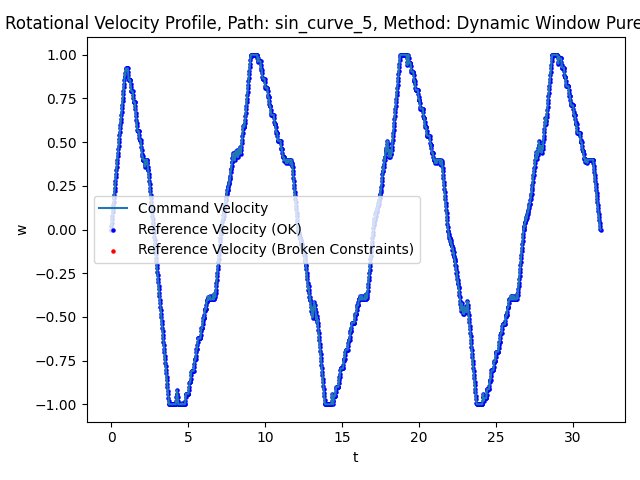 Rotational Velocity Profile, Path: sin_curve_5, Method: Dynamic Window Pure
1.00
0.75
0.50
0.25
0.00
−0.25
−0.50
−0.75
−1.00
w
Command Velocity
Reference Velocity (OK)
Reference Velocity (Broken Constraints)
0 5 10 15 20 25 30
t